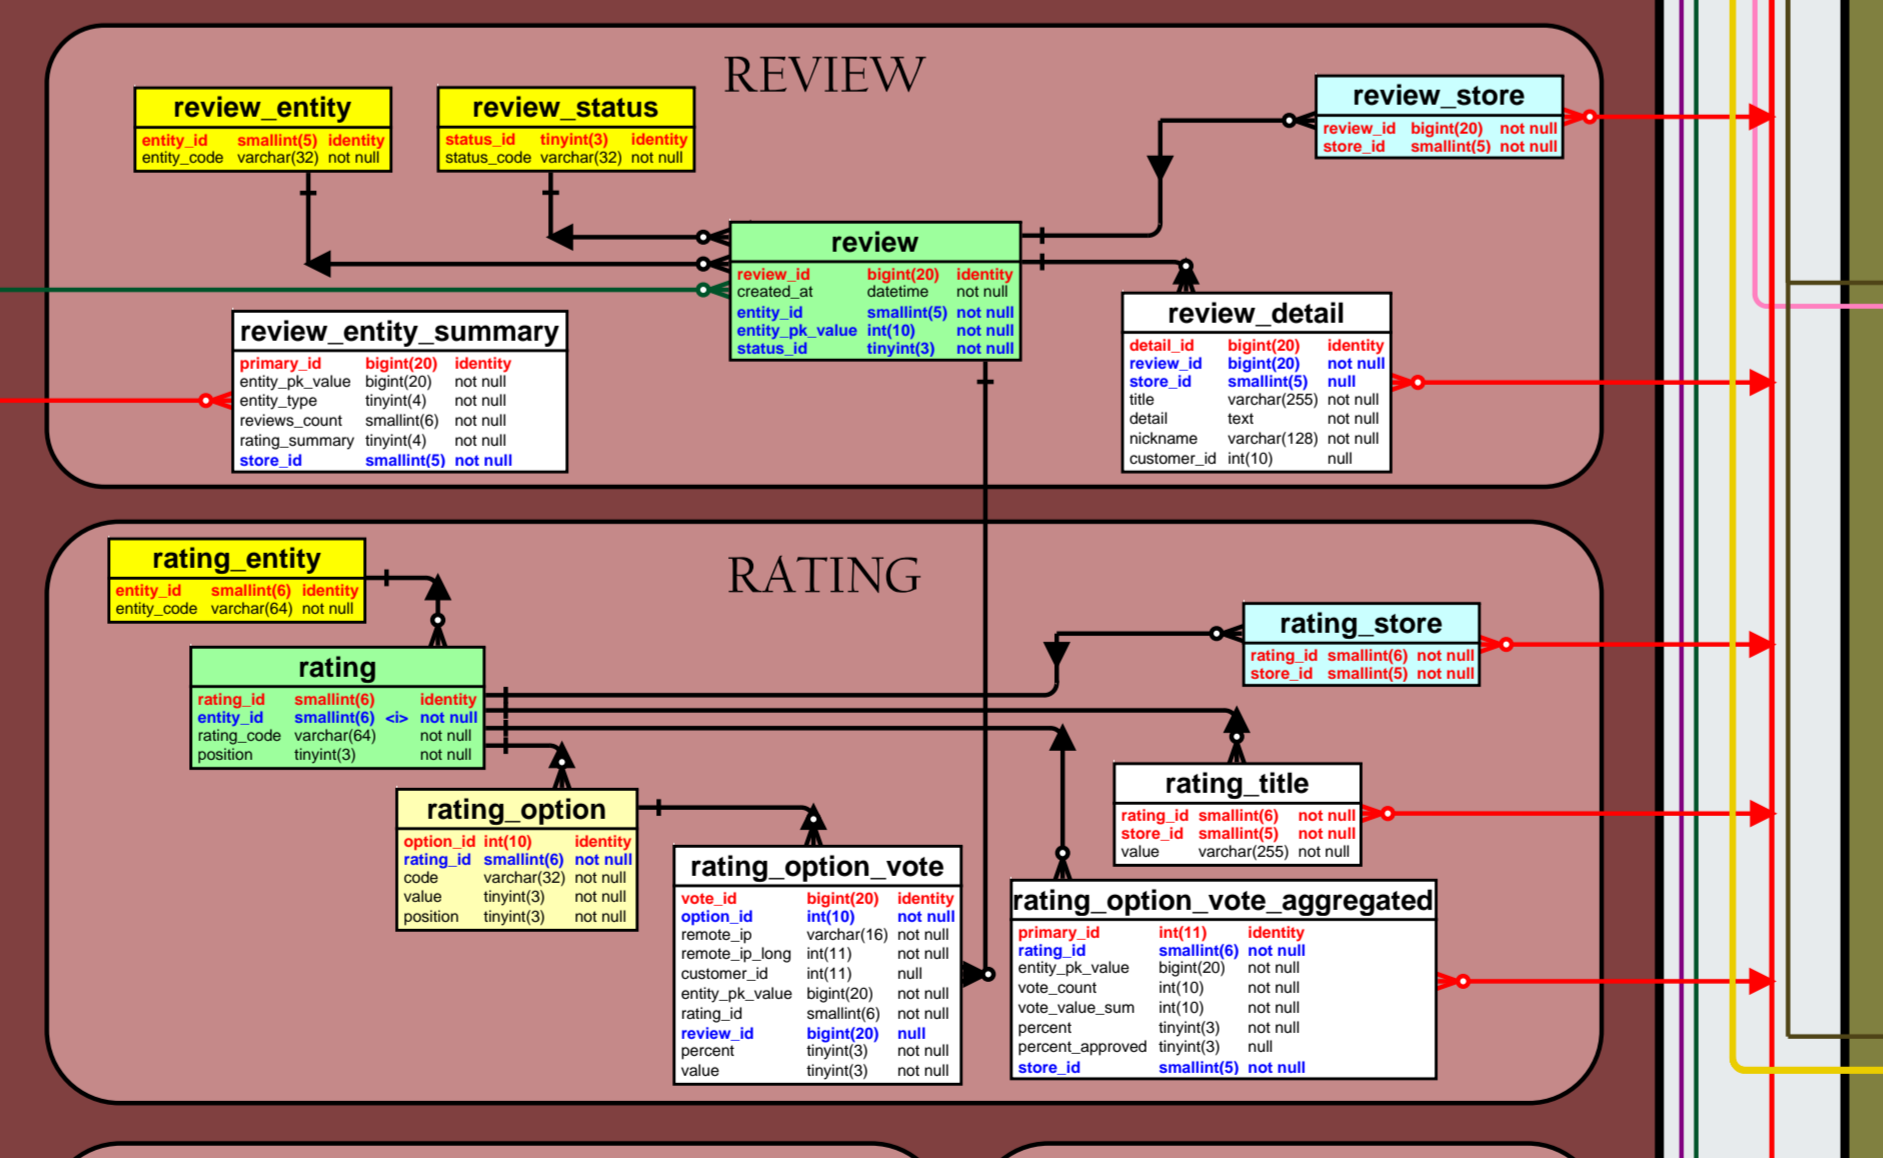 REVIEW
review_entity
entity_id smallint(5) identity
entity_code varchar(32) not null
review_status
status_id tinyint(3) identity
status_code varchar(32) not null
review_store
review_id bigint(20) not null
store_id smallint(5) not null
review
review_id bigint(20) identity
created_at datetime not null
entity_id smallint(5) not null
entity_pk_value int(10) not null
status_id tinyint(3) not null
review_entity_summary
primary_id bigint(20) identity
entity_pk_value bigint(20) not null
entity_type tinyint(4) not null
reviews_count smallint(6) not null
rating_summary tinyint(4) not null
store_id smallint(5) not null
review_detail
detail_id bigint(20) identity
review_id bigint(20) not null
store_id smallint(5) null
title varchar(255) not null
detail text not null
nickname varchar(128) not null
customer_id int(10) null
RATING
rating_entity
entity_id smallint(6) identity
entity_code varchar(64) not null
rating_store
rating_id smallint(6) not null
store_id smallint(5) not null
rating
rating_id smallint(6) identity
entity_id smallint(6) <i> not null
rating_code varchar(64) not null
position tinyint(3) not null
rating_title
rating_id smallint(6) not null
store_id smallint(5) not null
value varchar(255) not null
rating_option
option_id int(10) identity
rating_id smallint(6) not null
code varchar(32) not null
value tinyint(3) not null
position tinyint(3) not null
rating_option_vote
vote_id bigint(20) identity
option_id int(10) not null
remote_ip varchar(16) not null
remote_ip_long int(11) not null
customer_id int(11) null
entity_pk_value bigint(20) not null
rating_id smallint(6) not null
review_id bigint(20) null
percent tinyint(3) not null
value tinyint(3) not null
rating_option_vote_aggregated
primary_id int(11) identity
rating_id smallint(6) not null
entity_pk_value bigint(20) not null
vote_count int(10) not null
vote_value_sum int(10) not null
percent tinyint(3) not null
percent_approved tinyint(3) null
store_id smallint(5) not null